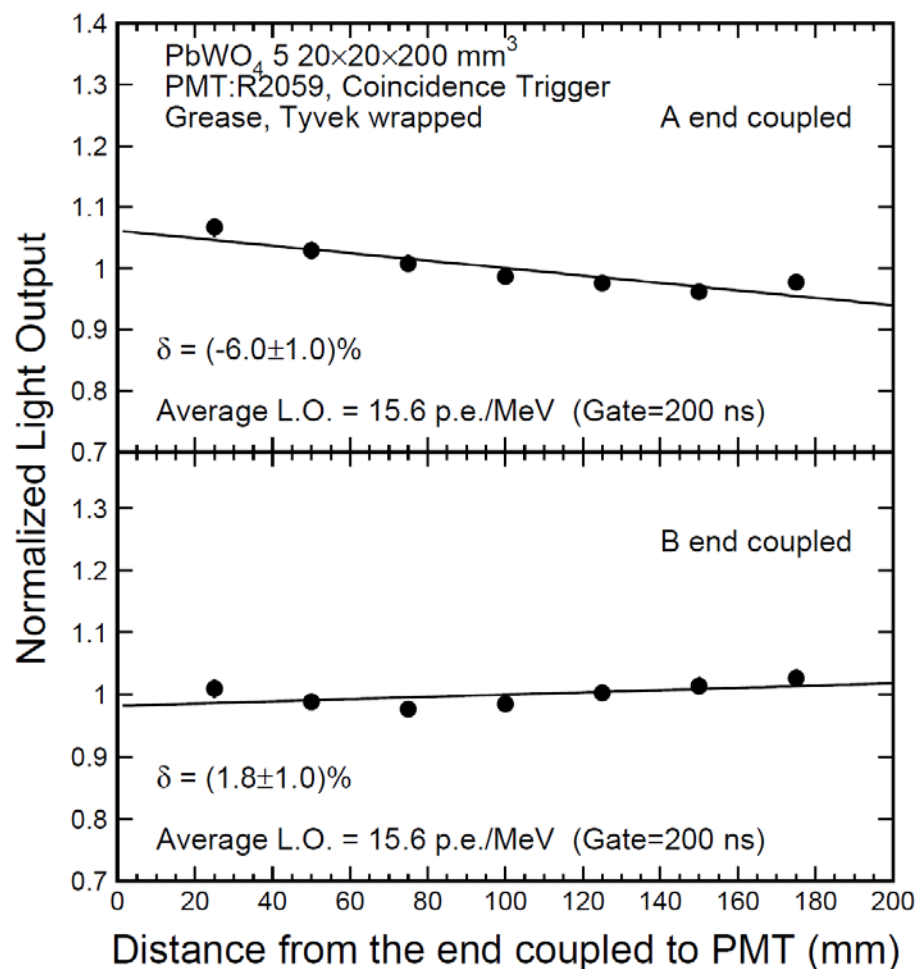 Normalized Light Output
1.4
1.3
1.2
1.1
1
0.9
0.8
0.7
PbWO₄ 5 20×20×200 mm³
PMT:R2059, Coincidence Trigger
Grease, Tyvek wrapped
A end coupled
δ = (-6.0±1.0)%
Average L.O. = 15.6 p.e./MeV (Gate=200 ns)
1.3
1.2
1.1
1
0.9
0.8
0.7
B end coupled
δ = (1.8±1.0)%
Average L.O. = 15.6 p.e./MeV (Gate=200 ns)
0 20 40 60 80 100 120 140 160 180 200
Distance from the end coupled to PMT (mm)